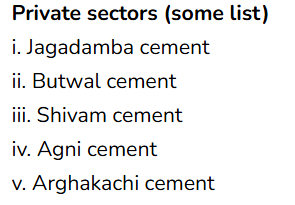 Private sectors (some list)
i. Jagadamba cement
ii. Butwal cement
iii. Shivam cement
iv. Agni cement
v. Arghakachi cement